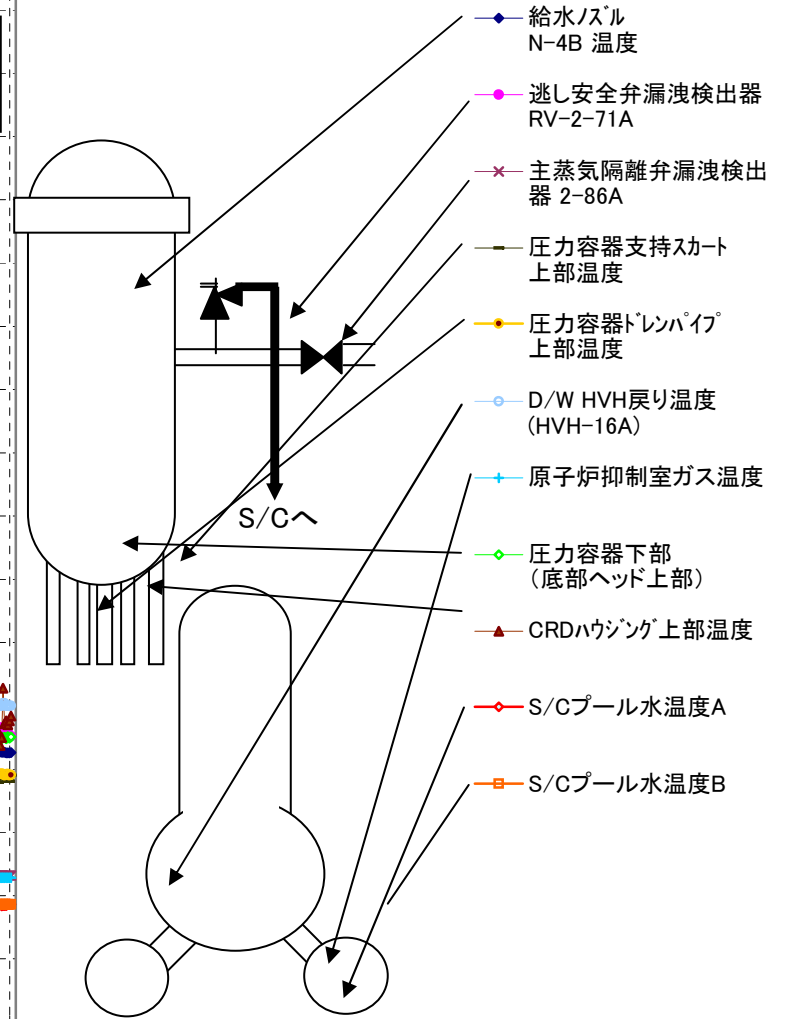 給水ノズル
N-4B 温度
逃し安全弁漏洩検出器
RV-2-71A
主蒸気隔離弁漏洩検出
器 2-86A
圧力容器支持スカート
上部温度
圧力容器ドレンパイプ
上部温度
D/W HVH戻り温度
(HVH-16A)
原子炉抑制室ガス温度
S/Cへ
圧力容器下部
(底部ヘッド上部)
CRDハウジング上部温度
S/Cプール水温度A
S/Cプール水温度B